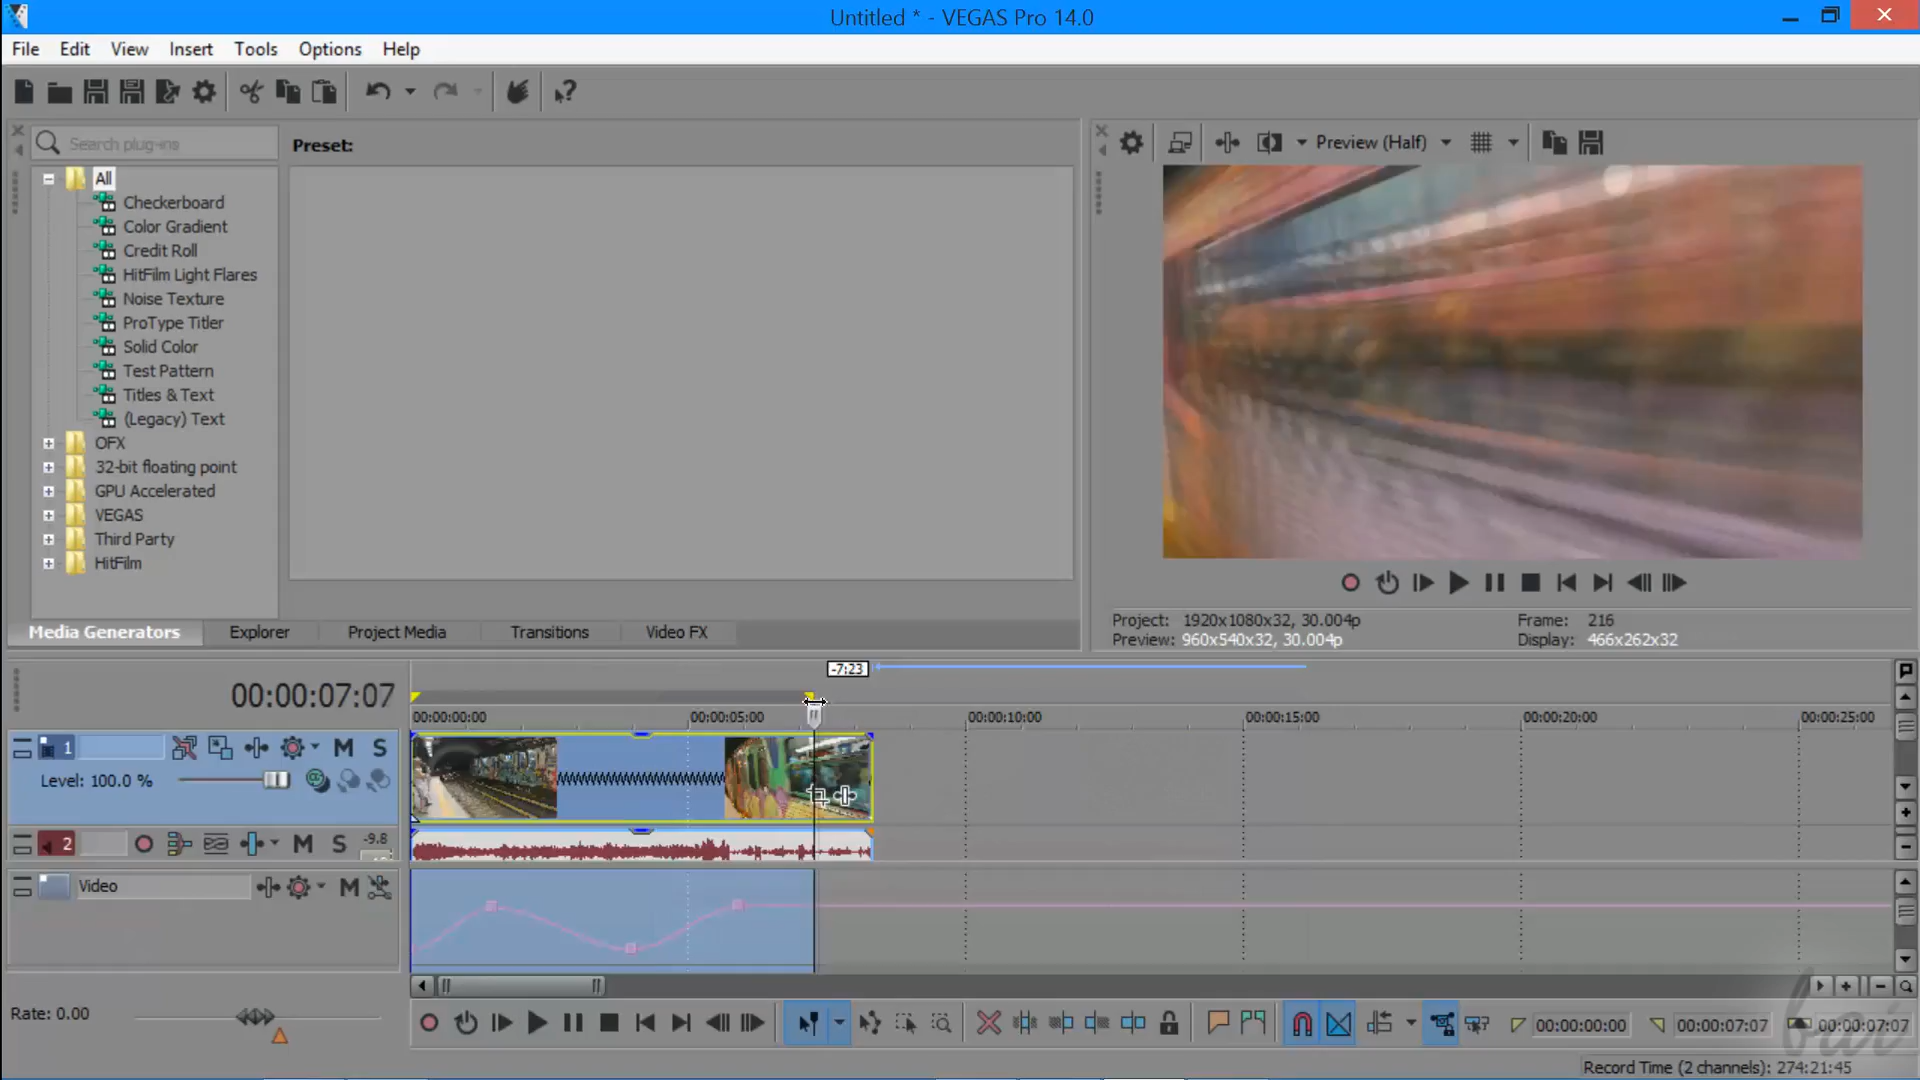 Untitled * - VEGAS Pro 14.0
File Edit View Insert Tools Options Help
Search plug-ins
Preset:
Preview (Half)
All
Checkerboard
Color Gradient
Credit Roll
HitFilm Light Flares
Noise Texture
ProType Titler
Solid Color
Test Pattern
Titles & Text
(Legacy) Text
OFX
32-bit floating point
GPU Accelerated
VEGAS
Third Party
HitFilm
Media Generators Explorer Project Media Transitions Video FX
Project: 1920x1080x32, 30.004p Frame: 216
Preview: 960x540x32, 30.004p Display: 466x262x32
-7:23
00:00:07:07
00:00:00:00 00:00:05:00 00:00:10:00 00:00:15:00 00:00:20:00 00:00:25:00
1 M S
Level: 100.0 %
2 M S -9.8
Video M
Rate: 0.00
00:00:00:00 00:00:07:07 00:00:07:07
Record Time (2 channels): 274:21:45